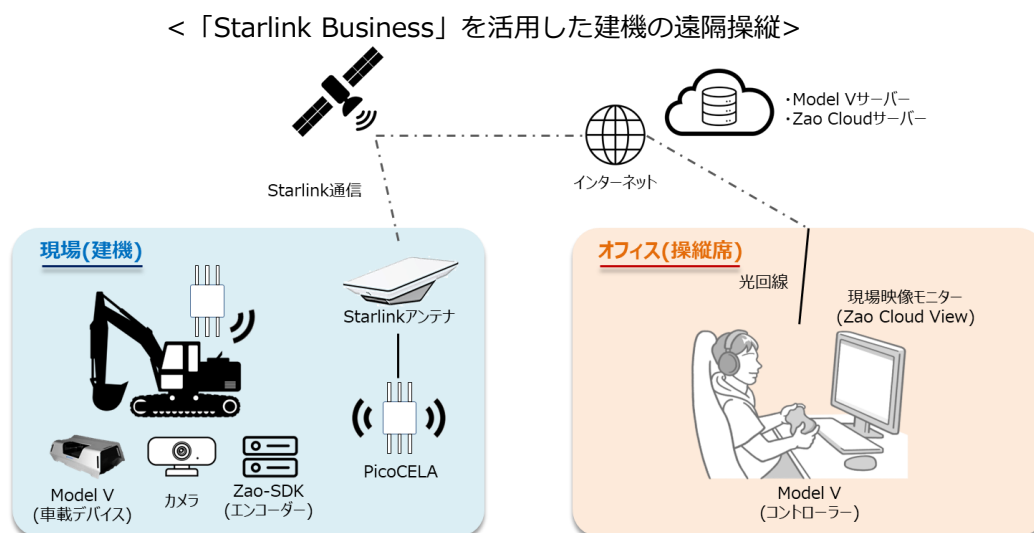 <「Starlink Business」を活用した建機の遠隔操縦>
・Model Vサーバー
・Zao Cloudサーバー
インターネット
Starlink通信
現場(建機)
Starlinkアンテナ
PicoCELA
Model V
(車載デバイス)
カメラ
Zao-SDK
(エンコーダー)
オフィス(操縦席)
光回線
現場映像モニター
(Zao Cloud View)
Model V
(コントローラー)